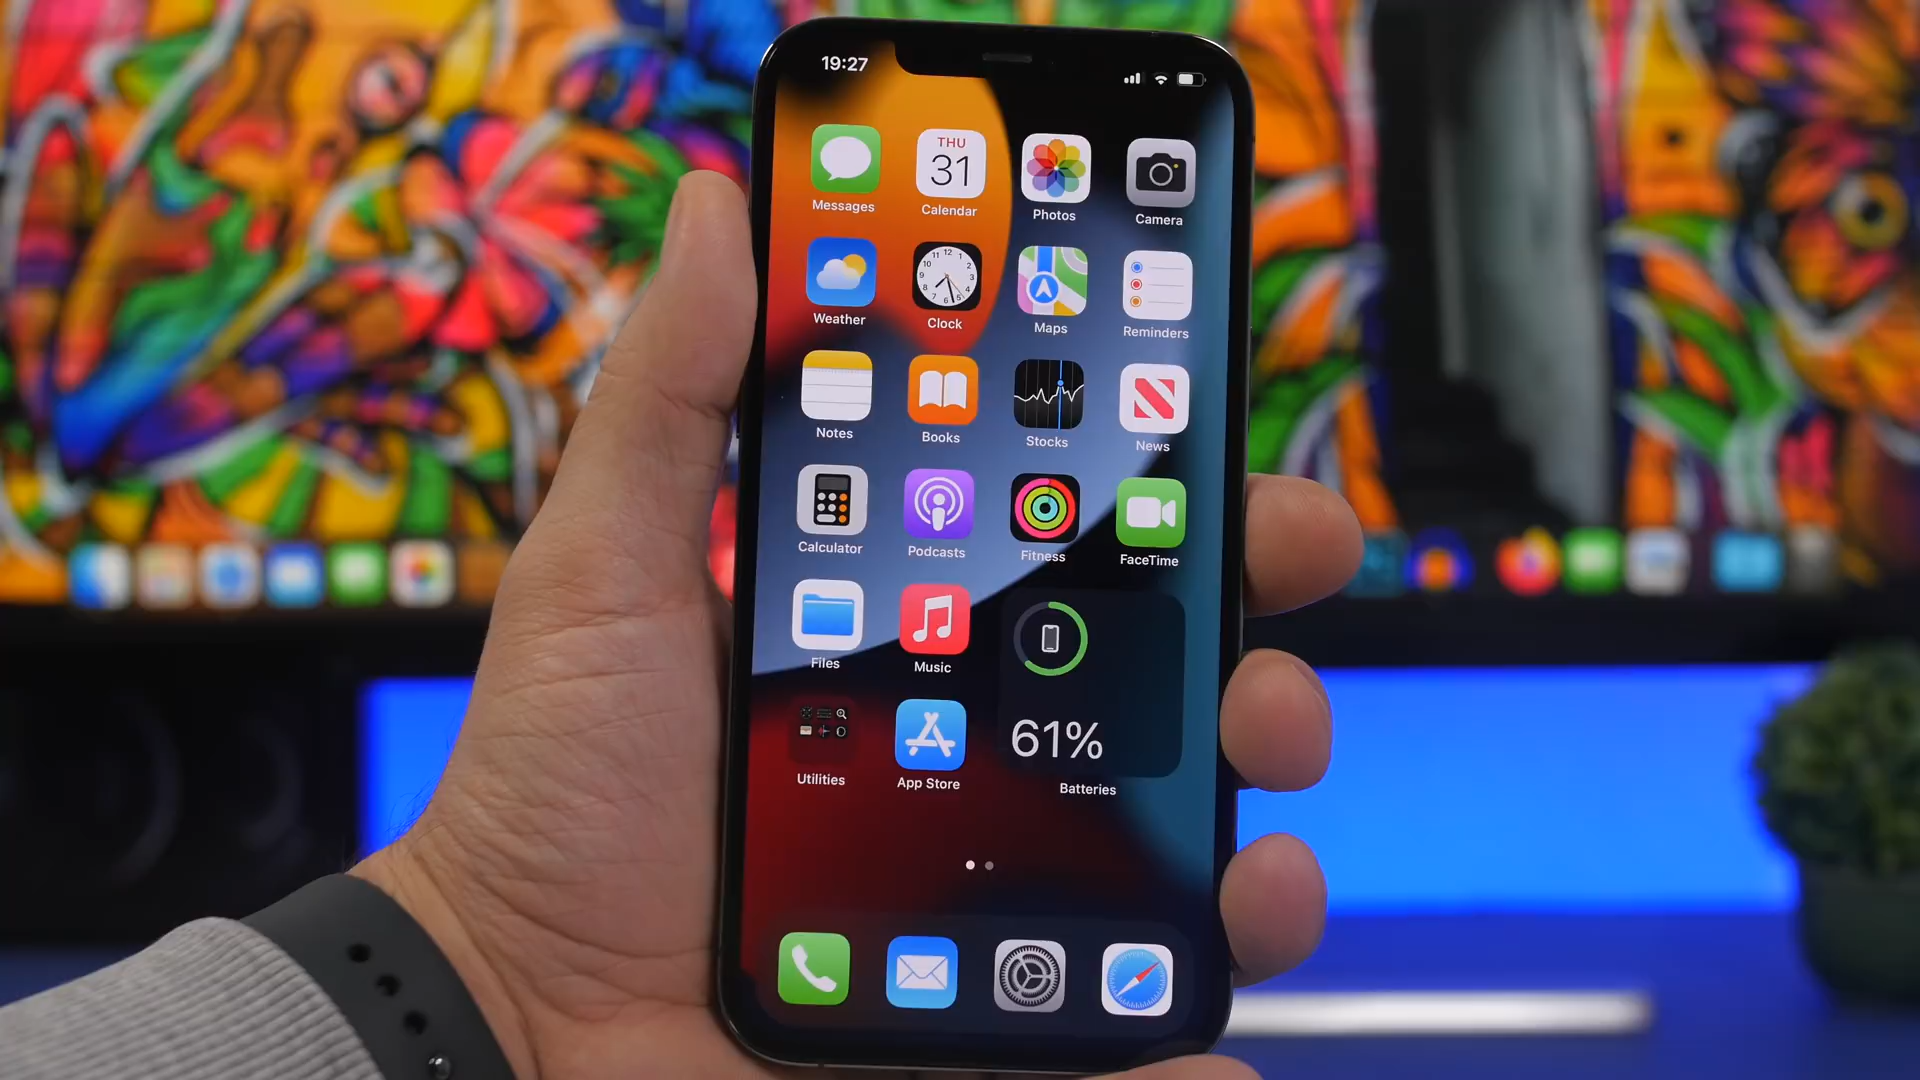 19:27
THU
31
Messages
Calendar
Photos
Camera
Weather
Clock
Maps
Reminders
Notes
Books
Stocks
News
Calculator
Podcasts
Fitness
FaceTime
Files
Music
61%
Utilities
App Store
Batteries